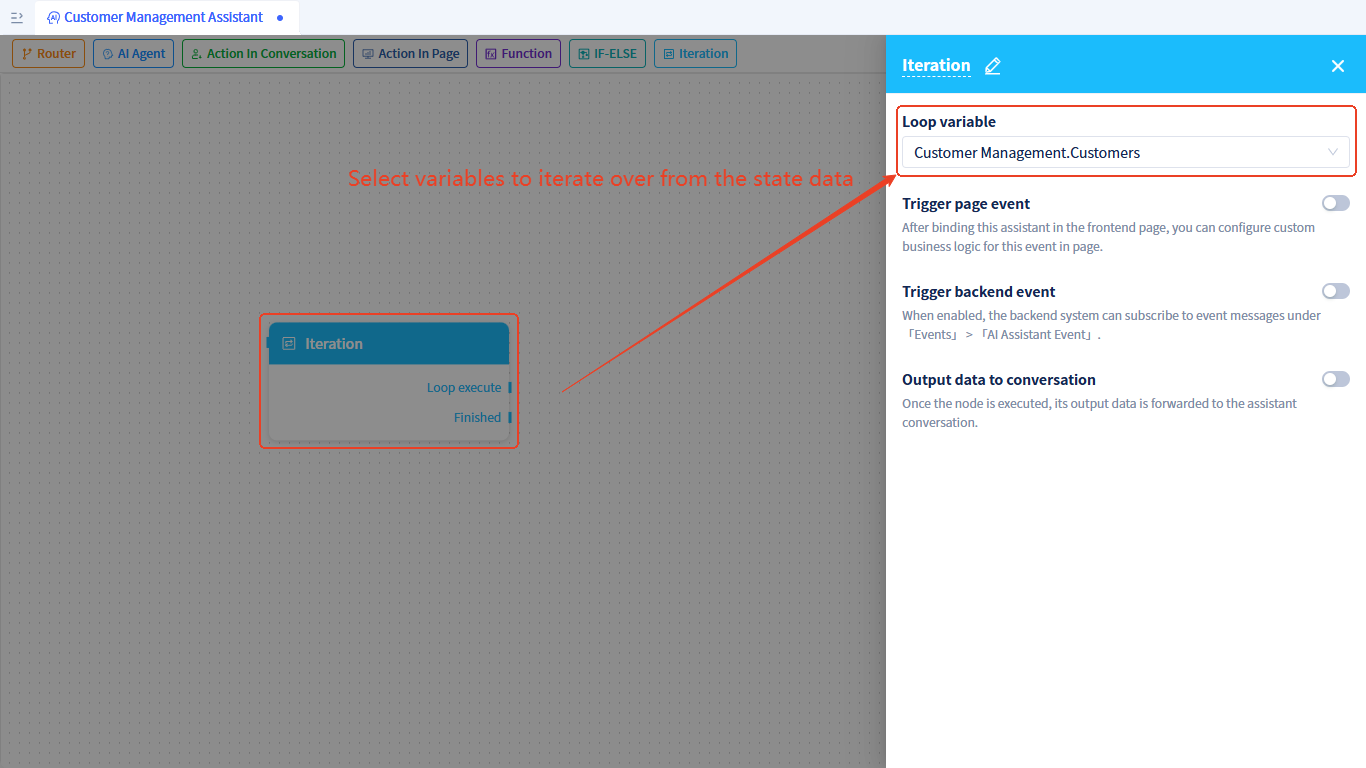 Customer Management Assistant
Router
AI Agent
Action In Conversation
Action In Page
Function
IF-ELSE
Iteration
Select variables to iterate over from the state data
Iteration
Loop execute
Finished
Iteration
Loop variable
Customer Management.Customers
Trigger page event
After binding this assistant in the frontend page, you can configure custom
business logic for this event in page.
Trigger backend event
When enabled, the backend system can subscribe to event messages under
「Events」 > 「AI Assistant Event」.
Output data to conversation
Once the node is executed, its output data is forwarded to the assistant
conversation.